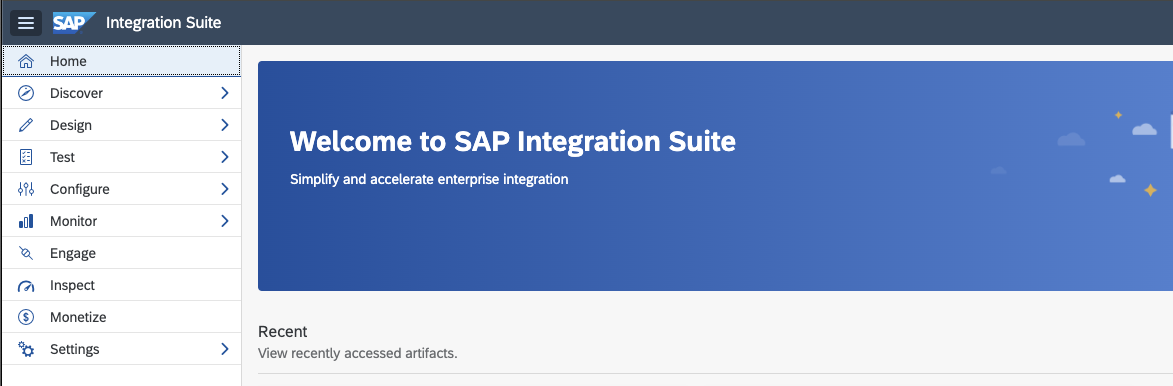 SAP Integration Suite
Home
Discover
Design
Test
Configure
Monitor
Engage
Inspect
Monetize
Settings
Welcome to SAP Integration Suite
Simplify and accelerate enterprise integration
Recent
View recently accessed artifacts.